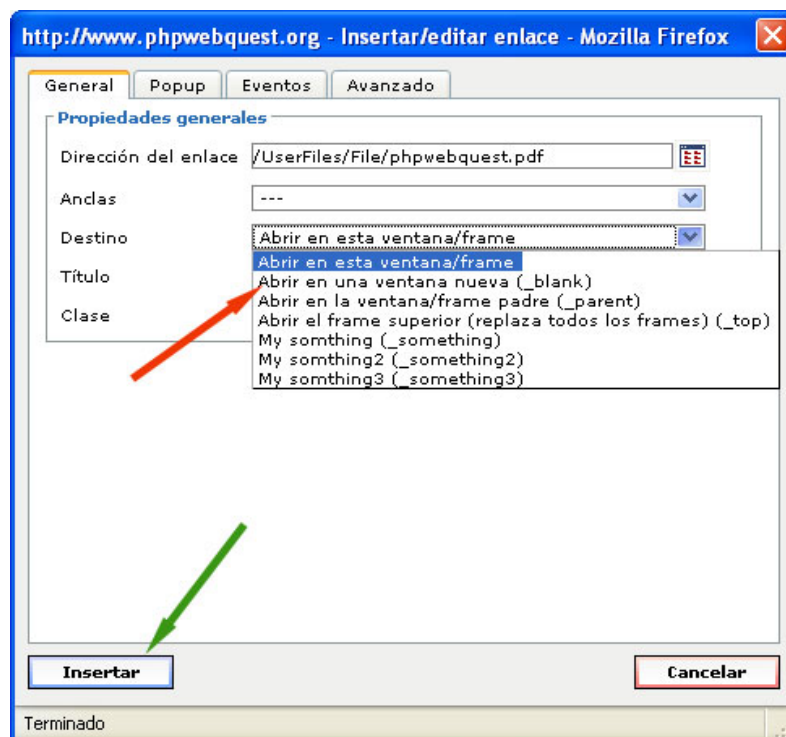 http://www.phpwebquest.org - Insertar/editar enlace - Mozilla Firefox
General Popup Eventos Avanzado
Propiedades generales
Dirección del enlace /UserFiles/File/phpwebquest.pdf
Anclas ---
Destino Abrir en esta ventana/frame
Abrir en esta ventana/frame
Título Abrir en una ventana nueva (_blank)
Abrir en la ventana/frame padre (_parent)
Clase Abrir el frame superior (replaza todos los frames) (_top)
My somthing (_something)
My somthing2 (_something2)
My somthing3 (_something3)
Insertar Cancelar
Terminado